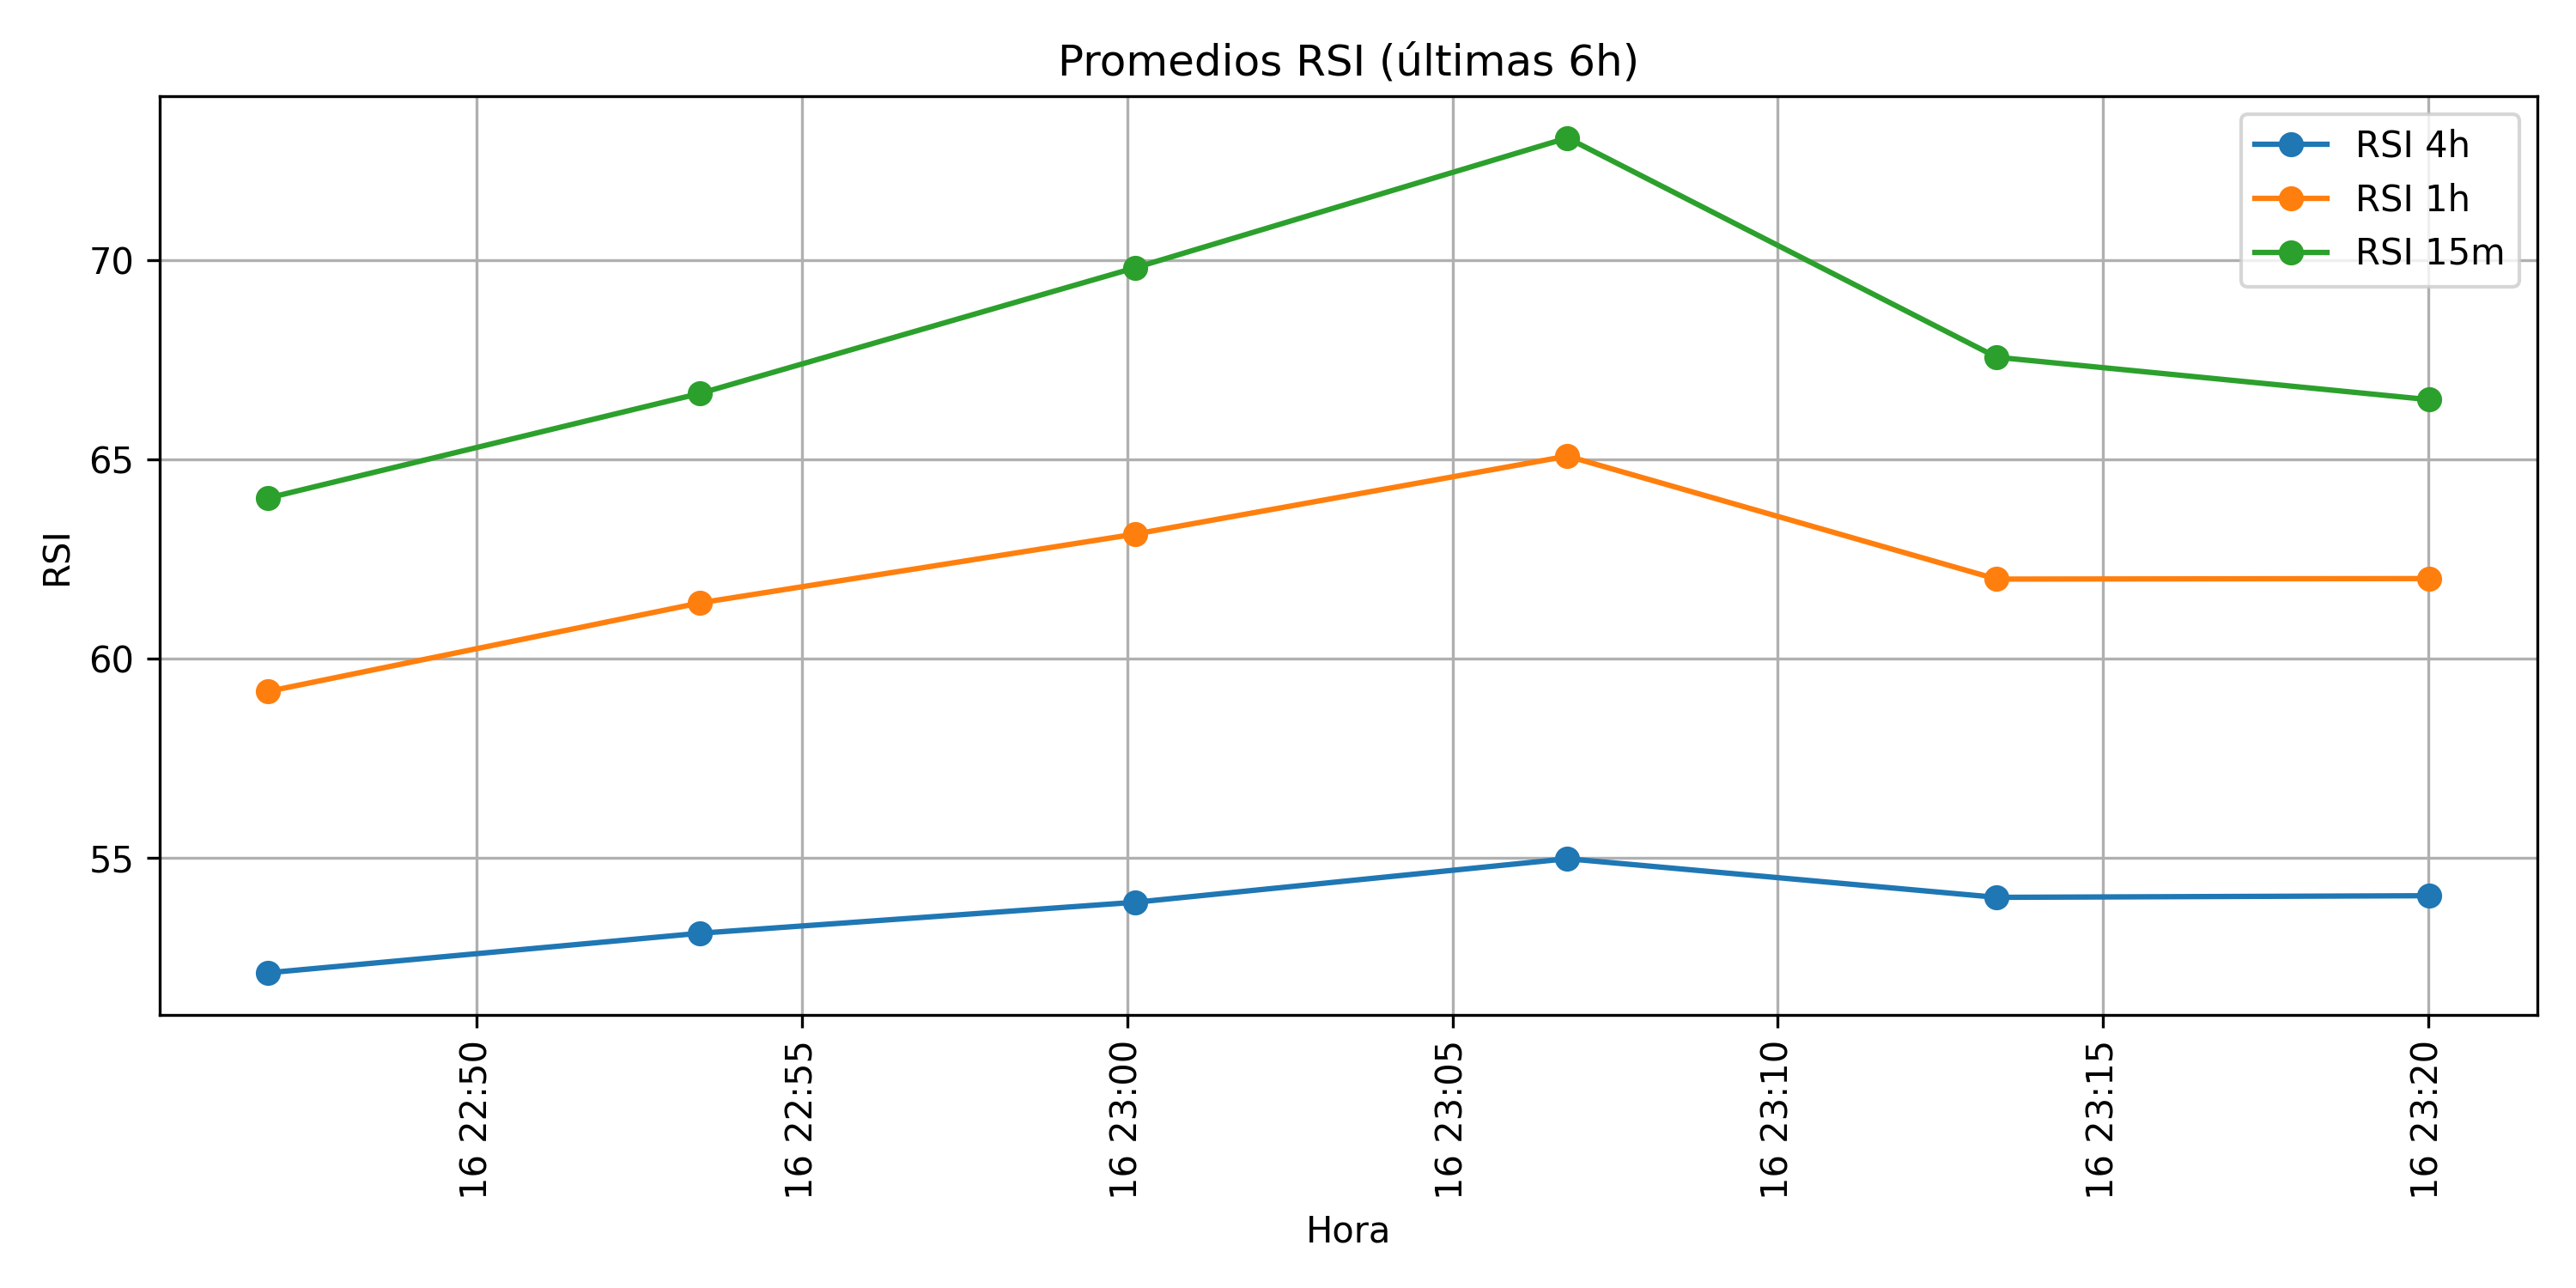 Promedios RSI (últimas 6h)
RSI 4h
RSI 1h
RSI 15m
70
65
60
55
RSI
16 22:50
16 22:55
16 23:00
16 23:05
16 23:10
16 23:15
16 23:20
Hora